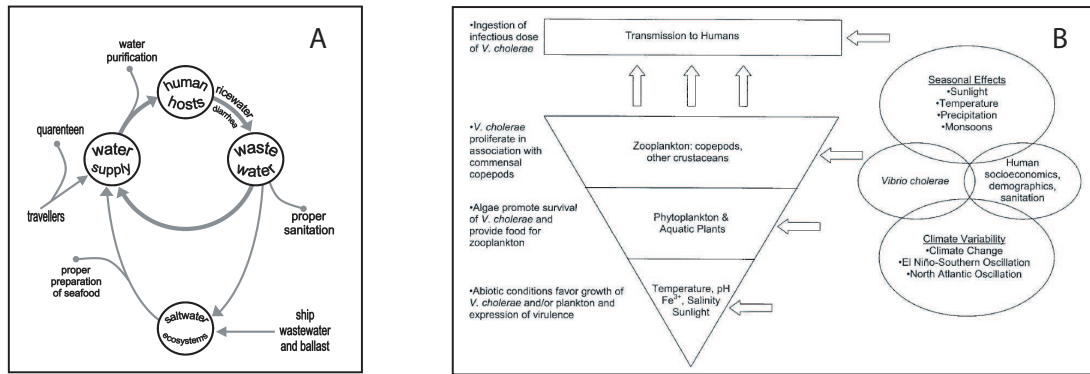 A
water
purification
human
hosts
ricewater
diarrhea
quarenteen
water
supply
waste
water
travellers
proper
sanitation
proper
preparation
of seafood
saltwater
ecosystems
ship
wastewater
and ballast
B
•Ingestion of
infectious dose
of V. cholerae
Transmission to Humans
•V. cholerae
proliferate in
association with
commensal
copepods
Zooplankton: copepods,
other crustaceans
•Algae promote survival
of V. cholerae and
provide food for
zooplankton
Phytoplankton &
Aquatic Plants
•Abiotic conditions favor growth of
V. cholerae and/or plankton and
expression of virulence
Temperature, pH
Fe³⁺, Salinity
Sunlight
Seasonal Effects
•Sunlight
•Temperature
•Precipitation
•Monsoons
Vibrio cholerae
Human
socioeconomics,
demographics,
sanitation
Climate Variability
•Climate Change
•El Niño-Southern Oscillation
•North Atlantic Oscillation